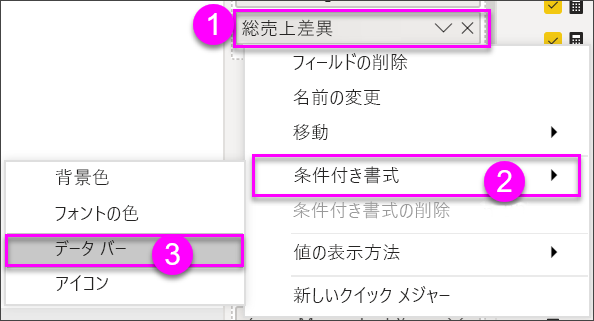 1
総売上差異
フィールドの削除
名前の変更
移動
条件付き書式
2
条件付き書式の削除
値の表示方法
新しいクイック メジャー
背景色
フォントの色
データ バー
3
アイコン